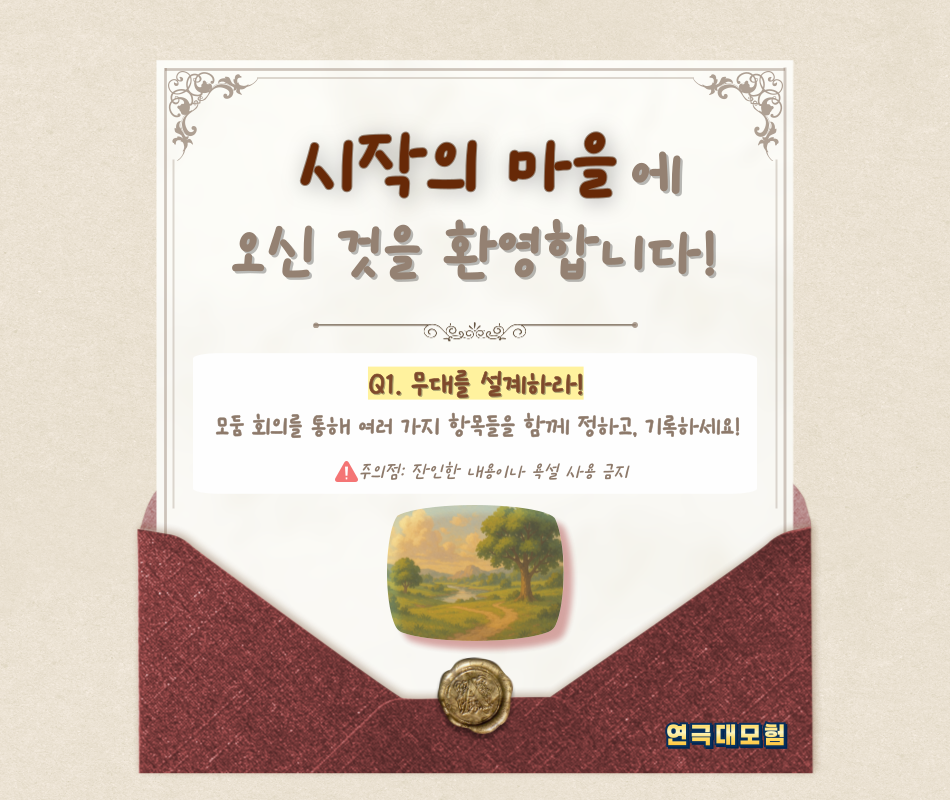 시작의 마을에
오신 것을 환영합니다!
Q1. 무대를 설계하라!
모둠 회의를 통해 여러 가지 항목들을 함께 정하고, 기록하세요!
주의점: 잔인한 내용이나 욕설 사용 금지
연극대모험